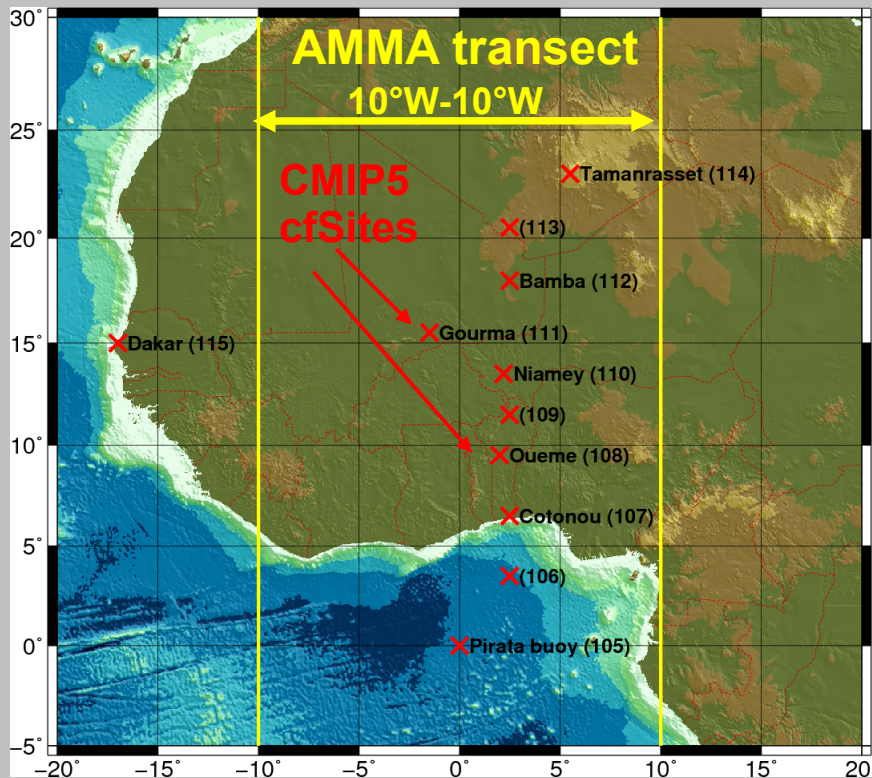 30°
AMMA transect
10°W-10°W
25°
CMIP5
cfSites
Tamanrasset (114)
20°
(113)
Bamba (112)
Gourma (111)
15°
Dakar (115)
Niamey (110)
(109)
10°
Oueme (108)
Cotonou (107)
5°
(106)
0°
Pirata buoy (105)
−5°
−20° −15° −10° −5° 0° 5° 10° 15° 20°